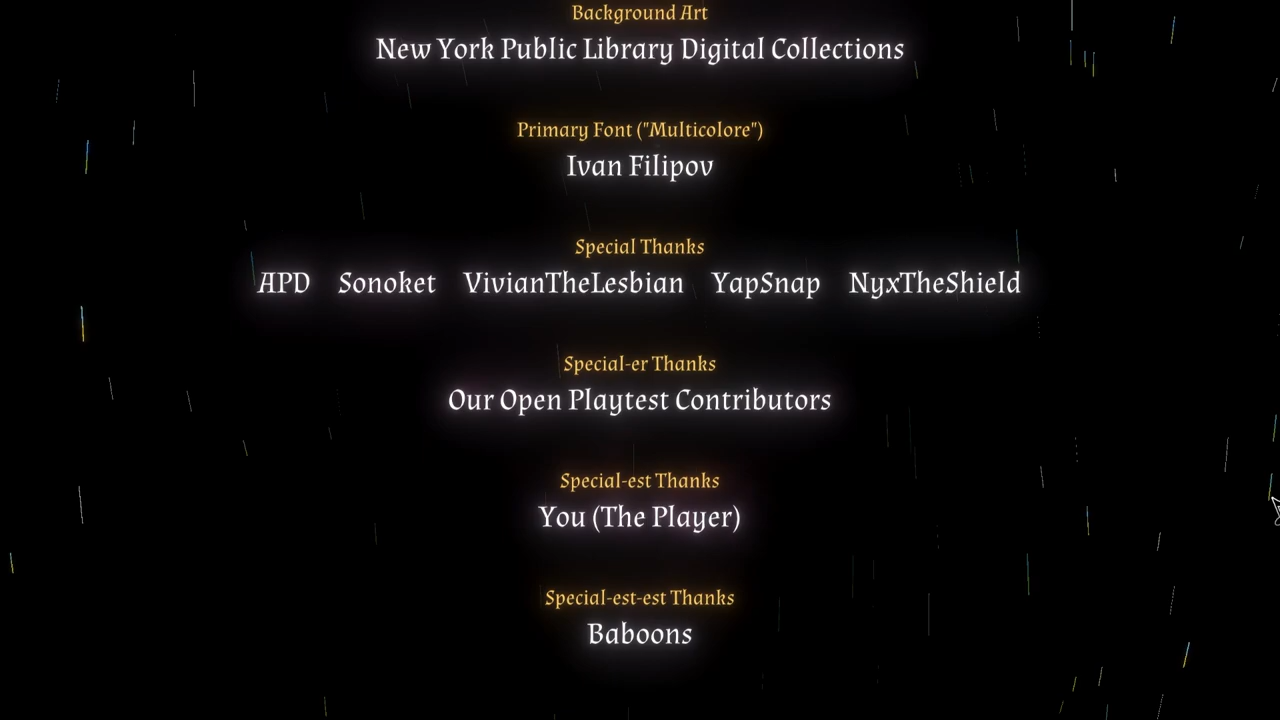 Background Art
New York Public Library Digital Collections
Primary Font ("Multicolore")
Ivan Filipov
Special Thanks
APD Sonoket VivianTheLesbian YapSnap NyxTheShield
Special-er Thanks
Our Open Playtest Contributors
Special-est Thanks
You (The Player)
Special-est-est Thanks
Baboons